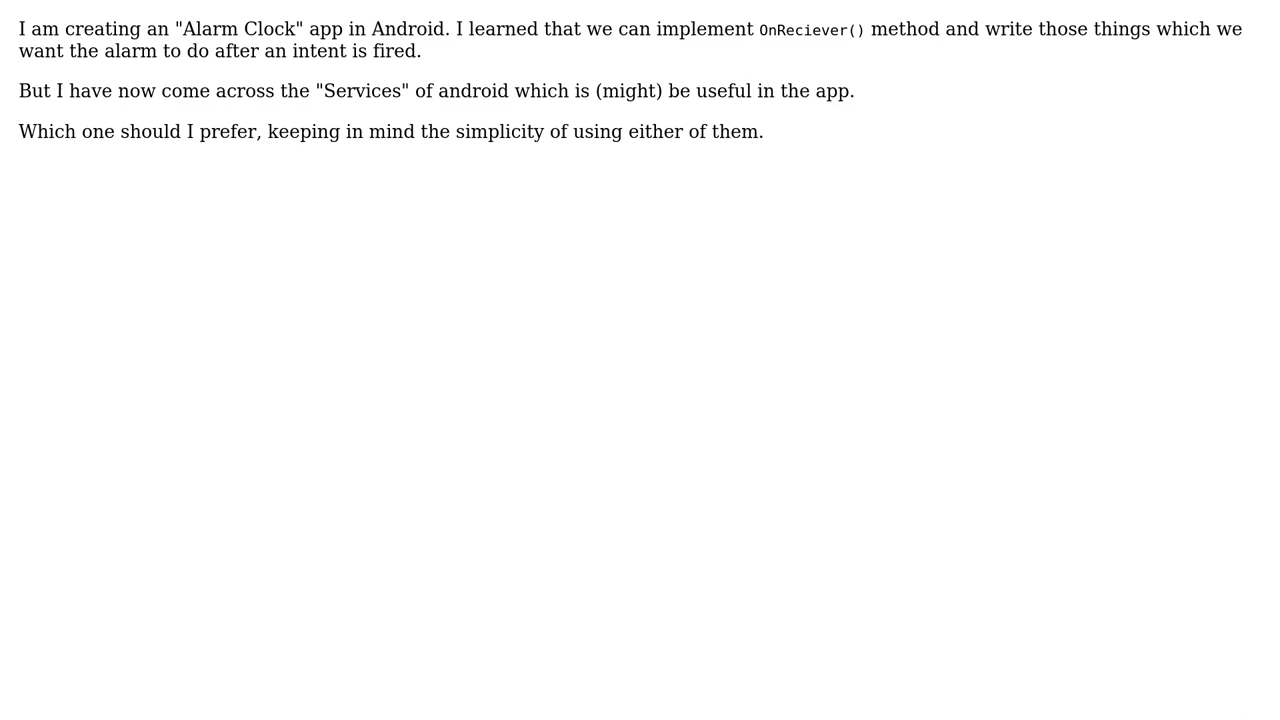 I am creating an "Alarm Clock" app in Android. I learned that we can implement OnReciever() method and write those things which we
want the alarm to do after an intent is fired.
But I have now come across the "Services" of android which is (might) be useful in the app.
Which one should I prefer, keeping in mind the simplicity of using either of them.